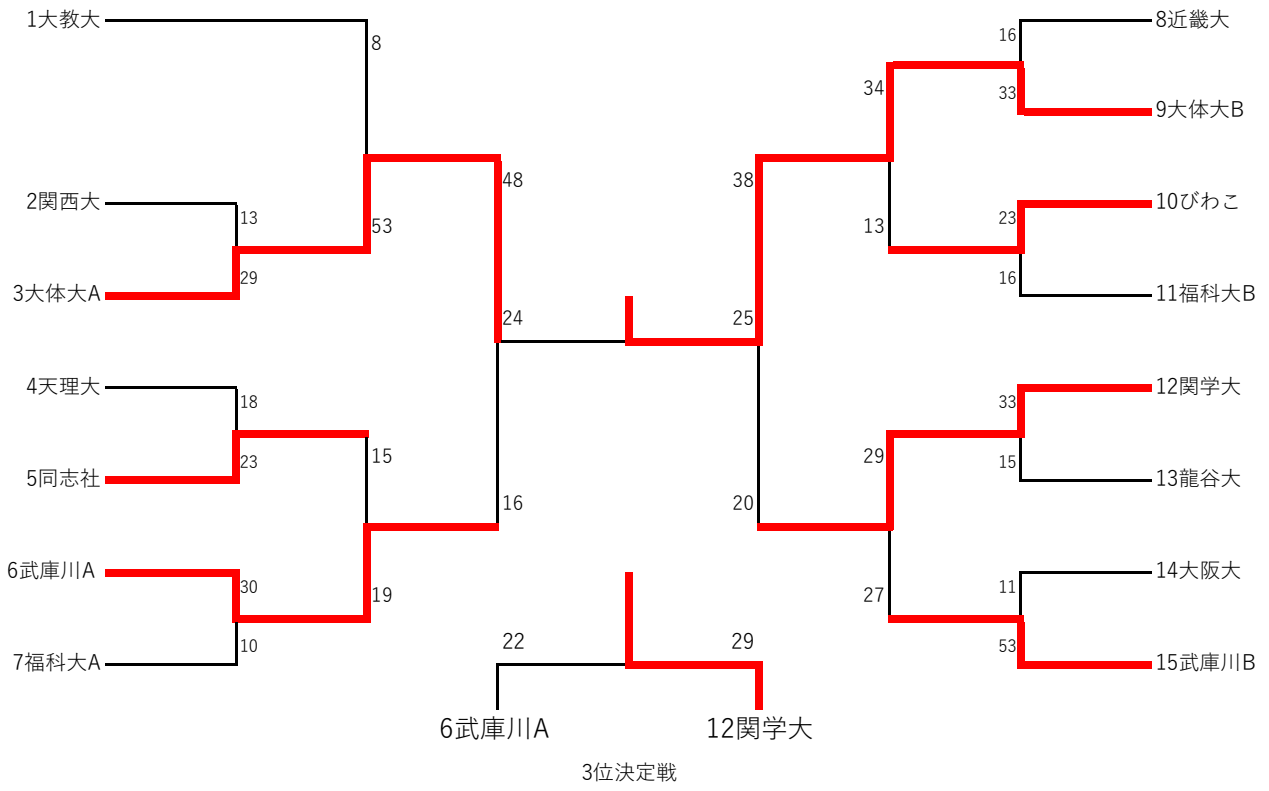 1大教大
8
2関西大
13
53
48
29
3大体大A
24
4天理大
18
23
5同志社
15
16
6武庫川A
30
19
10
7福科大A
8近畿大
16
34
33
9大体大B
38
10びわこ
23
13
16
11福科大B
25
12関学大
33
29
15
13龍谷大
20
14大阪大
11
27
53
15武庫川B
22
29
6武庫川A
12関学大
3位決定戦